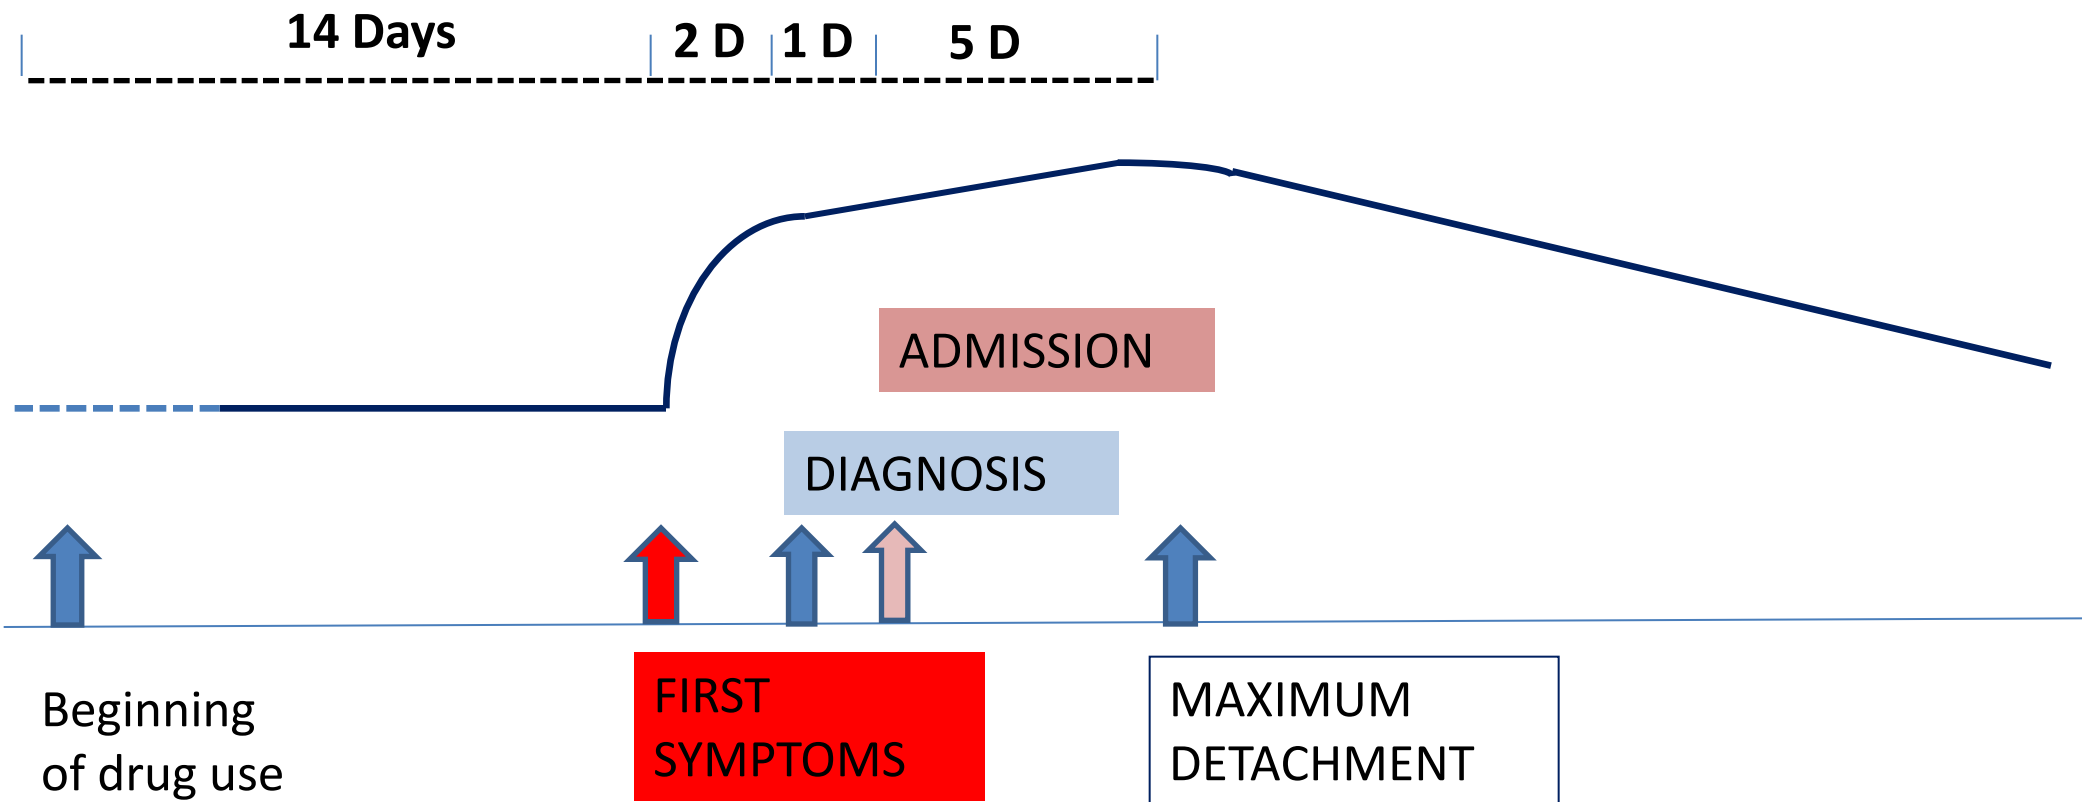 14 Days
2 D
1 D
5 D
ADMISSION
DIAGNOSIS
Beginning
of drug use
FIRST
SYMPTOMS
MAXIMUM
DETACHMENT